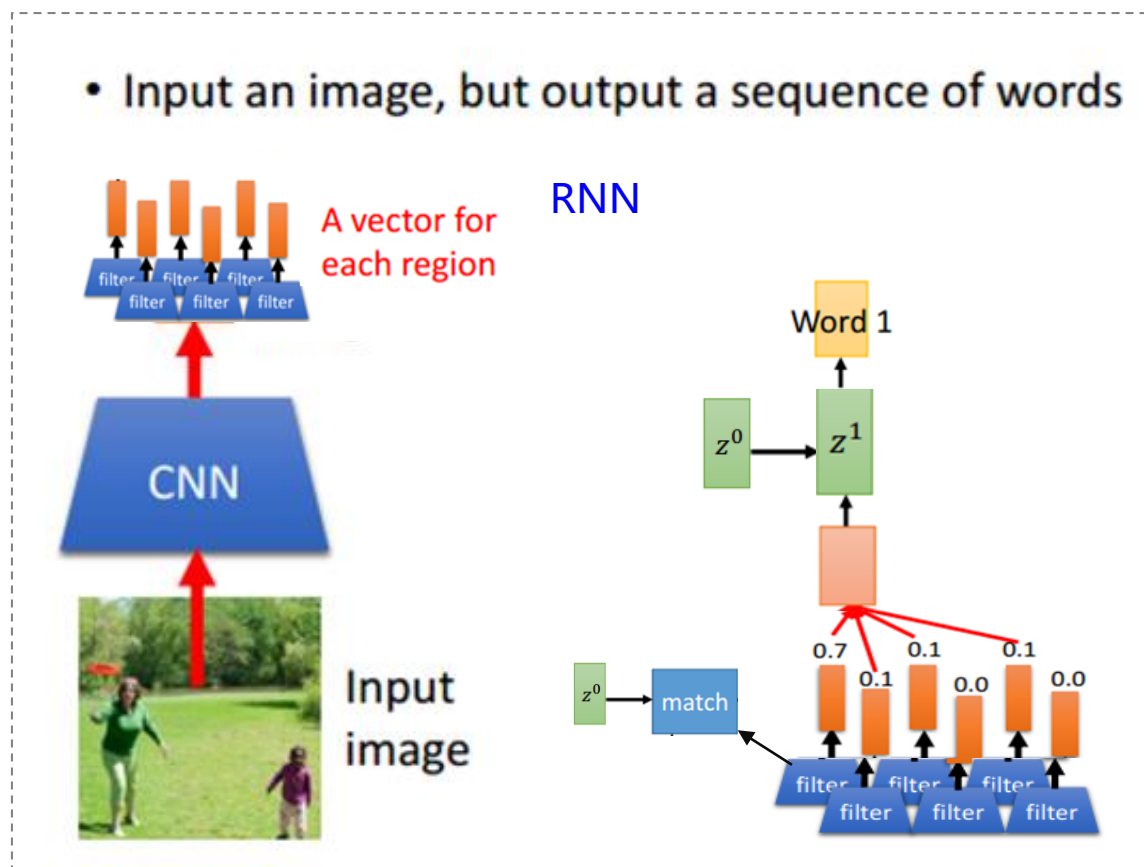 • Input an image, but output a sequence of words
RNN
A vector for
each region
filter filter filter
filter filter filter
CNN
Input
image
Word 1
z⁰
z¹
0.7 0.1 0.1
0.1 0.0 0.0
z⁰
match
filter filter filter
filter filter filter